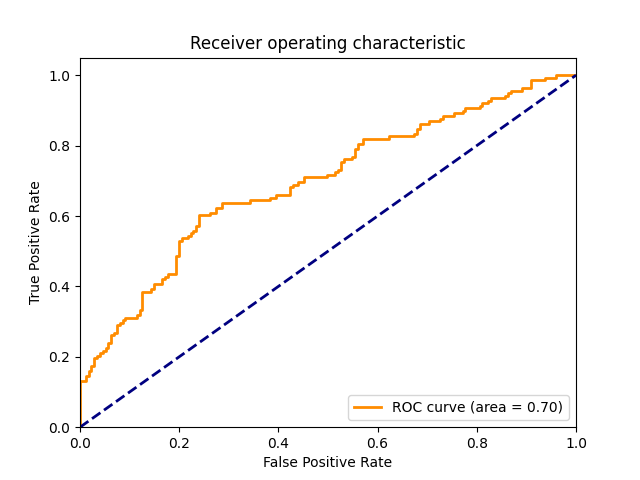 Receiver operating characteristic
1.0
0.8
0.6
0.4
0.2
0.0
True Positive Rate
ROC curve (area = 0.70)
0.0 0.2 0.4 0.6 0.8 1.0
False Positive Rate